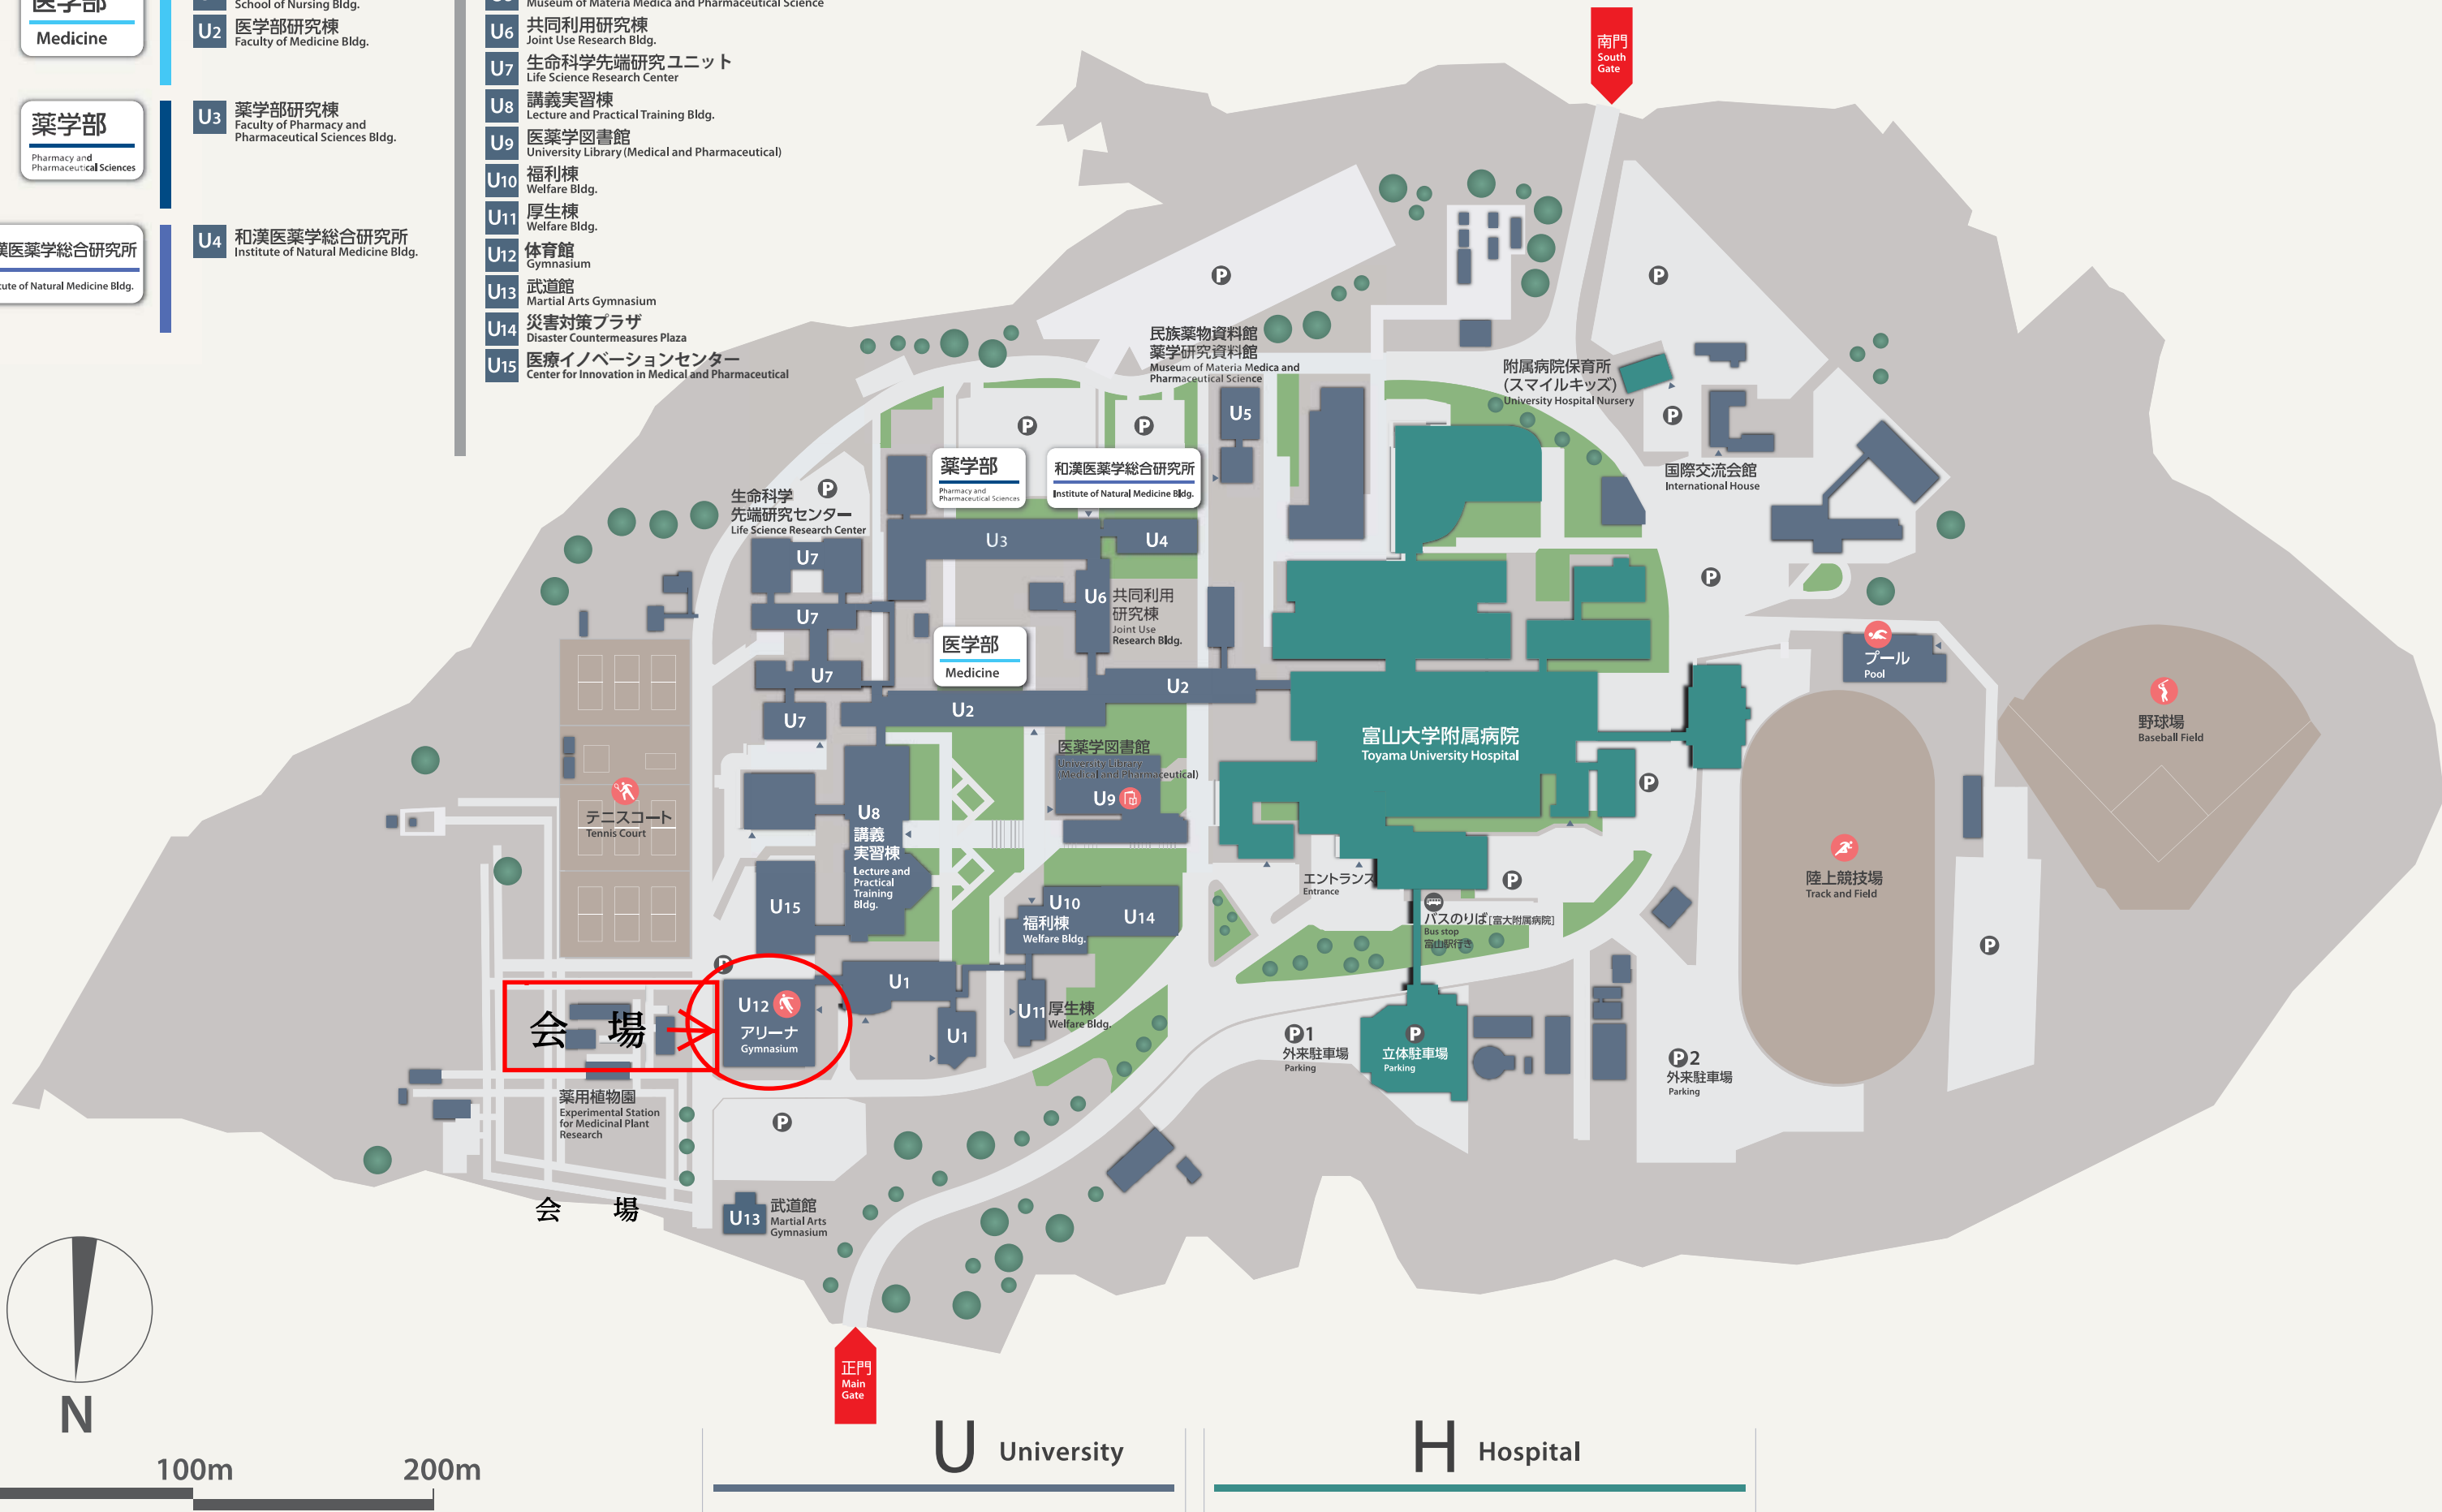 医学部
Medicine
School of Nursing Bldg.
U2 医学部研究棟
Faculty of Medicine Bldg.
薬学部
Pharmacy and
Pharmaceutical Sciences
U3 薬学部研究棟
Faculty of Pharmacy and
Pharmaceutical Sciences Bldg.
漢医薬学総合研究所
ute of Natural Medicine Bldg.
U4 和漢医薬学総合研究所
Institute of Natural Medicine Bldg.
Museum of Materia Medica and Pharmaceutical Science
U6 共同利用研究棟
Joint Use Research Bldg.
U7 生命科学先端研究ユニット
Life Science Research Center
U8 講義実習棟
Lecture and Practical Training Bldg.
U9 医薬学図書館
University Library (Medical and Pharmaceutical)
U10 福利棟
Welfare Bldg.
U11 厚生棟
Welfare Bldg.
U12 体育館
Gymnasium
U13 武道館
Martial Arts Gymnasium
U14 災害対策プラザ
Disaster Countermeasures Plaza
U15 医療イノベーションセンター
Center for Innovation in Medical and Pharmaceutical
南門
South
Gate
P
P
民族薬物資料館
薬学研究資料館
Museum of Materia Medica and
Pharmaceutical Science
附属病院保育所
(スマイルキッズ)
University Hospital Nursery
U5
P
P
P
薬学部
Pharmacy and
Pharmaceutical Sciences
和漢医薬学総合研究所
Institute of Natural Medicine Bldg.
国際交流会館
International House
P
生命科学
先端研究センター
Life Science Research Center
U3
U4
U7
P
U6
共同利用
研究棟
Joint Use
Research Bldg.
U7
医学部
Medicine
プール
Pool
U7
U2
U2
U7
野球場
Baseball Field
富山大学附属病院
Toyama University Hospital
医薬学図書館
University Library
(Medical and Pharmaceutical)
U9
P
テニスコート
Tennis Court
U8
講義
実習棟
Lecture and
Practical
Training
Bldg.
エントランス
Entrance
P
陸上競技場
Track and Field
U15
U10
福利棟
Welfare Bldg.
U14
バスのりば[富大附属病院]
Bus stop
富山駅行き
P
P
U1
U12
アリーナ
Gymnasium
会 場
U11
厚生棟
Welfare Bldg.
U1
P1
外来駐車場
Parking
P
立体駐車場
Parking
P2
外来駐車場
Parking
薬用植物園
Experimental Station
for Medicinal Plant
Research
P
会 場
U13
武道館
Martial Arts
Gymnasium
正門
Main
Gate
N
100m
200m
U University
H Hospital